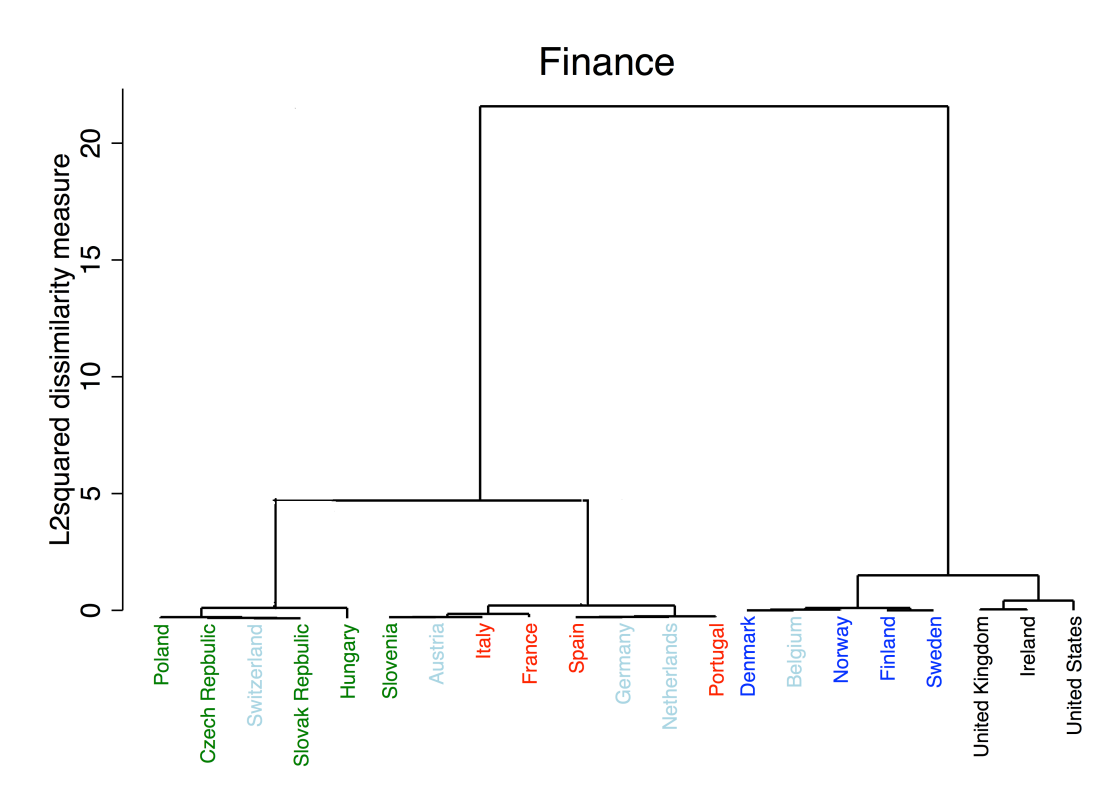 Finance
L2squared dissimilarity measure
20
15
10
5
0
Poland
Czech Repbulic
Switzerland
Slovak Repbulic
Hungary
Slovenia
Austria
Italy
France
Spain
Germany
Netherlands
Portugal
Denmark
Belgium
Norway
Finland
Sweden
United Kingdom
Ireland
United States